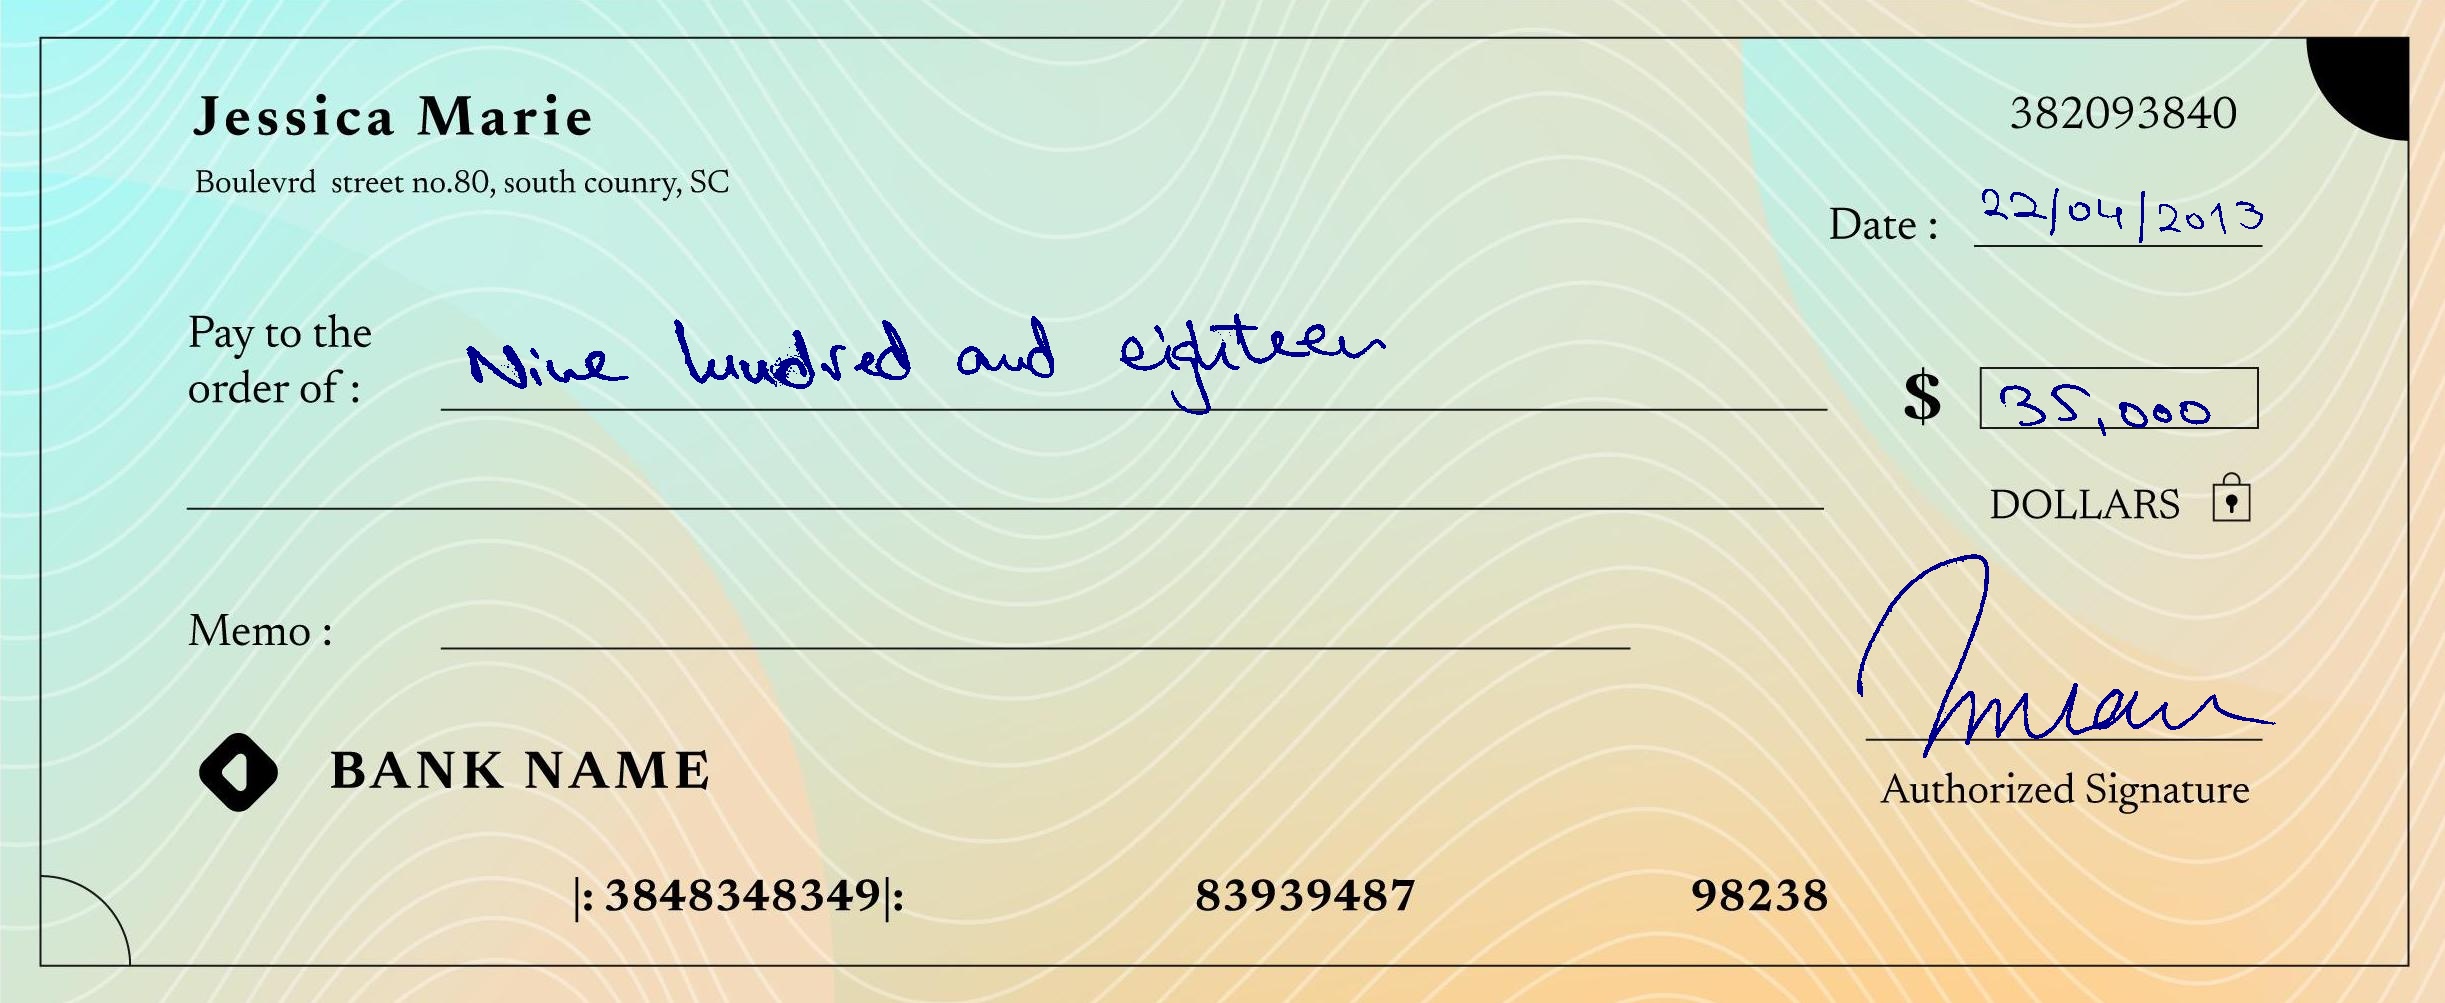 Jessica Marie
382093840
Boulevrd street no.80, south counry, SC
Date : 22/04/2013
Pay to the
order of : Nine hundred and eighteen
$ 35,000
DOLLARS
Memo :
BANK NAME
Authorized Signature
|: 3848348349|: 83939487 98238